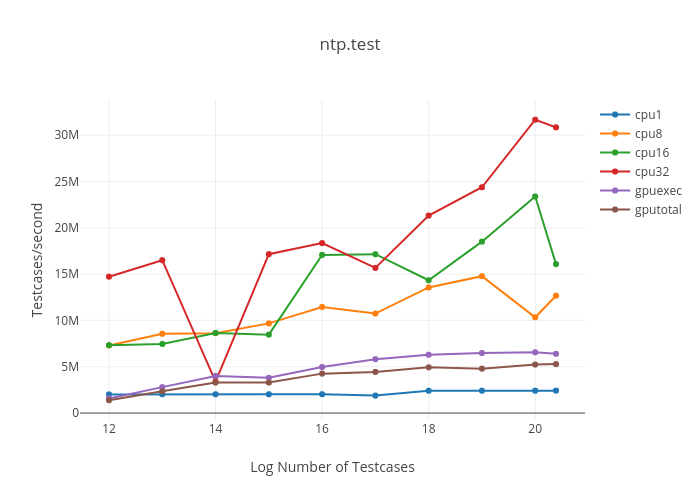 ntp.test
Testcases/second
30M
25M
20M
15M
10M
5M
0
12
14
16
18
20
Log Number of Testcases
cpu1
cpu8
cpu16
cpu32
gpuexec
gputotal